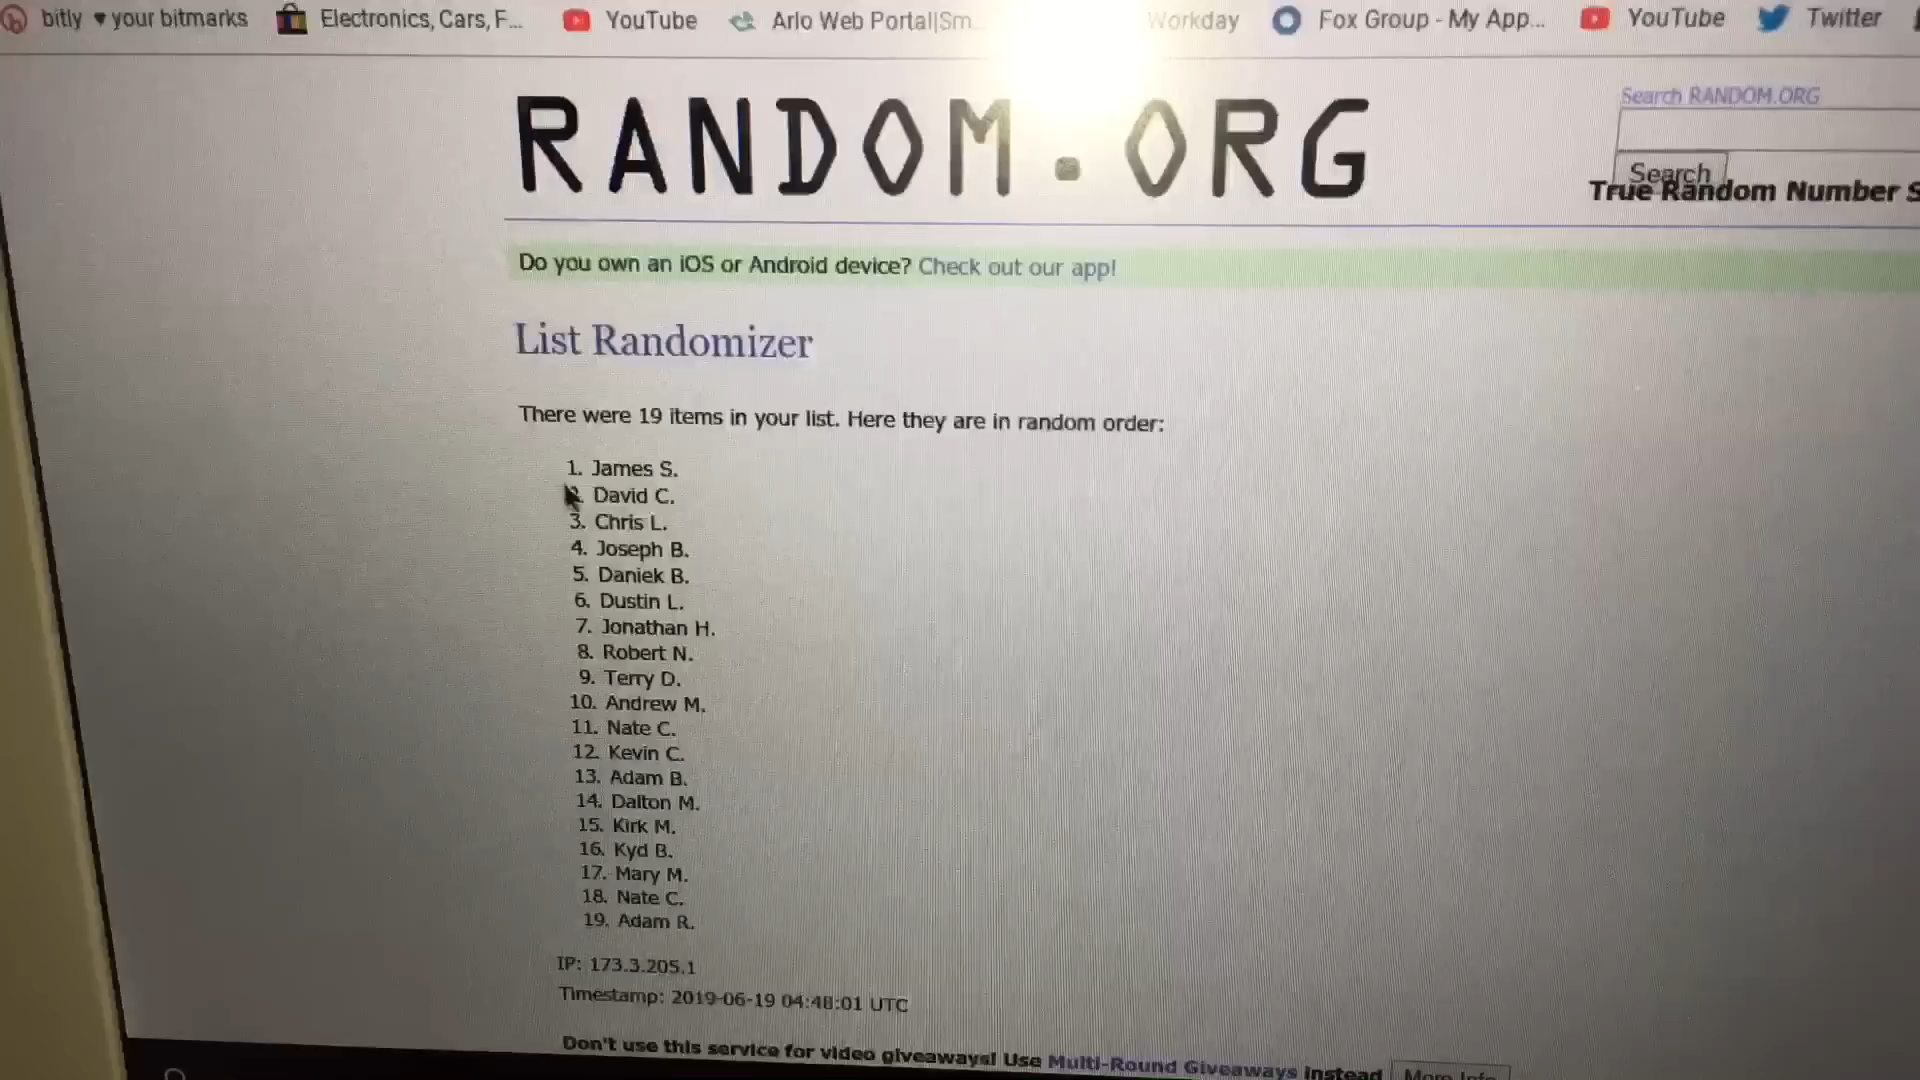 bitly ♥ your bitmarks Electronics, Cars, F... YouTube Arlo Web Portal|Sm... Workday Fox Group - My App... YouTube Twitter
RANDOM.ORG
Search RANDOM.ORG
Search
True Random Number S
Do you own an iOS or Android device? Check out our app!
List Randomizer
There were 19 items in your list. Here they are in random order:
1. James S.
2. David C.
3. Chris L.
4. Joseph B.
5. Daniek B.
6. Dustin L.
7. Jonathan H.
8. Robert N.
9. Terry D.
10. Andrew M.
11. Nate C.
12. Kevin C.
13. Adam B.
14. Dalton M.
15. Kirk M.
16. Kyd B.
17. Mary M.
18. Nate C.
19. Adam R.
IP: 173.3.205.1
Timestamp: 2019-06-19 04:48:01 UTC
Don't use this service for video giveaways! Use Multi-Round Giveaways instead More Info